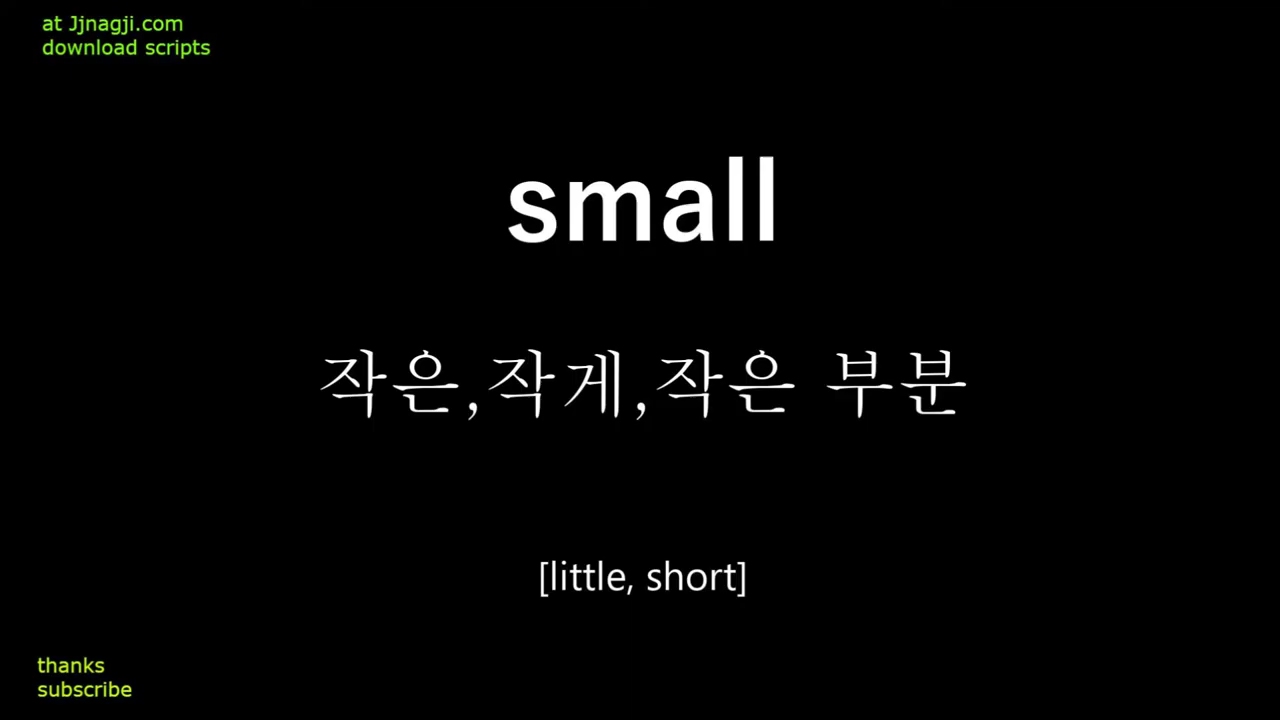 at Jjnagji.com
download scripts
small
작은,작게,작은 부분
[little, short]
thanks
subscribe